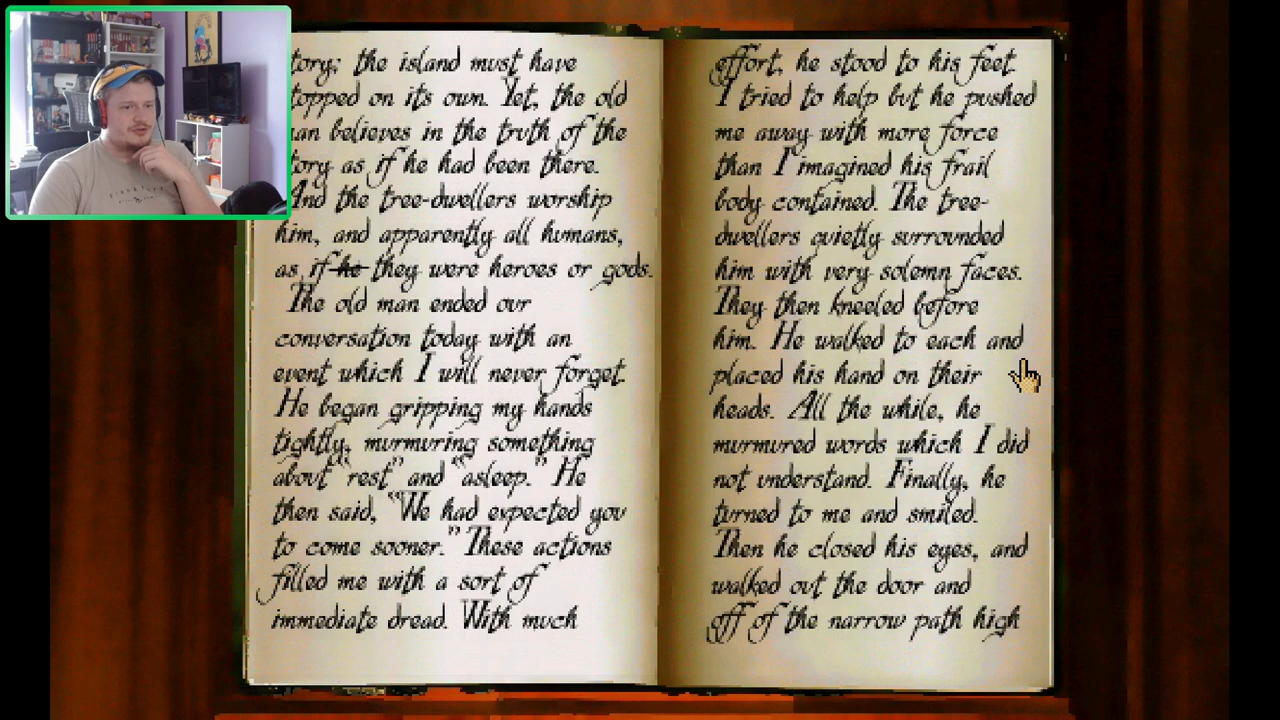 tory; the island must have
topped on its own. Yet, the old
an believes in the truth of the
tory as if he had been there.
And the tree-dwellers worship
him, and apparently all humans,
as if he they were heroes or gods.
The old man ended our
conversation today with an
event which I will never forget.
He began gripping my hands
tightly, murmuring something
about "rest" and "asleep." He
then said, "We had expected you
to come sooner." These actions
filled me with a sort of
immediate dread. With much
effort, he stood to his feet
I tried to help but he pushed
me away with more force
than I imagined his frail
body contained. The tree-
dwellers quietly surrounded
him with very solemn faces.
They then kneeled before
him. He walked to each and
placed his hand on their
heads. All the while, he
murmured words which I did
not understand. Finally, he
turned to me and smiled.
Then he closed his eyes, and
walked out the door and
off of the narrow path high